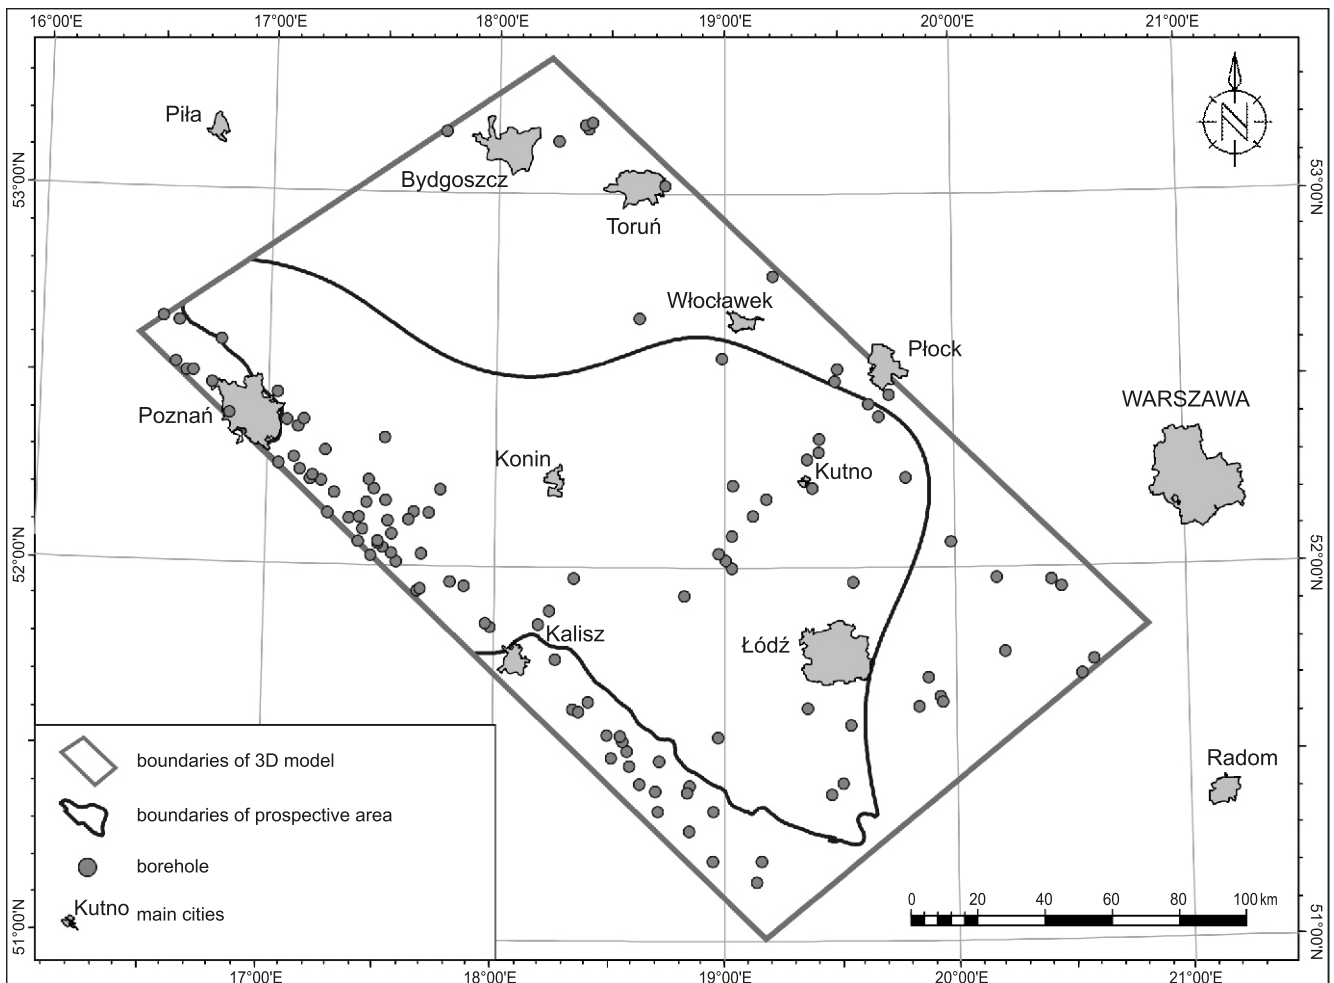 16°00'E 17°00'E 18°00'E 19°00'E 20°00'E 21°00'E
Piła
Bydgoszcz
53°00'N
53°00'N
Toruń
Włocławek
Płock
WARSZAWA
Poznań
Konin
Kutno
52°00'N
52°00'N
Kalisz
Łódź
Radom
boundaries of 3D model
boundaries of prospective area
borehole
Kutno main cities
0 20 40 60 80 100 km
51°00'N
51°00'N
17°00'E 18°00'E 19°00'E 20°00'E 21°00'E
N